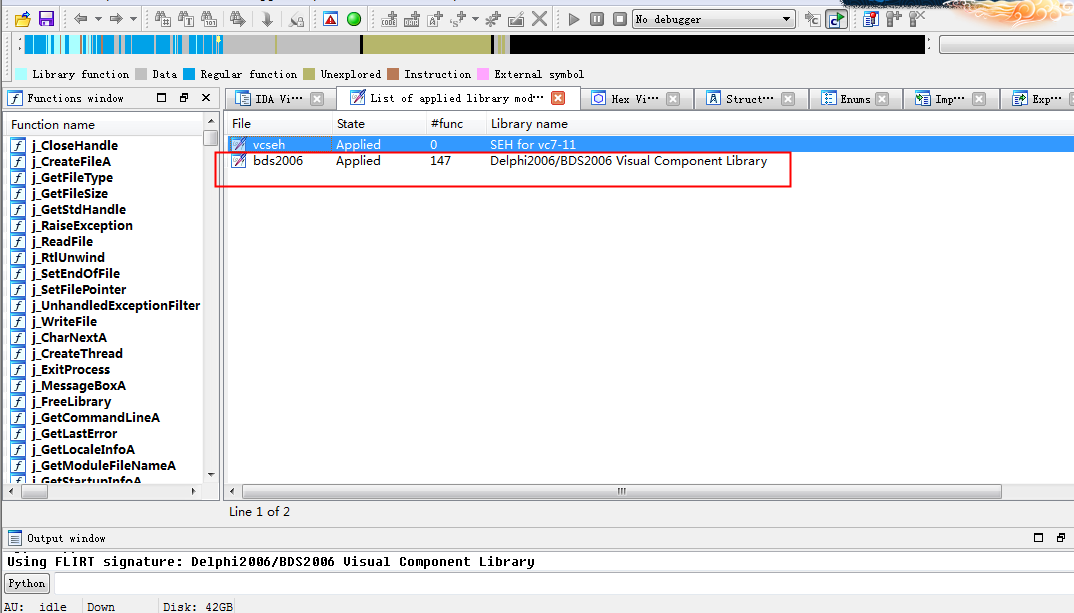 No debugger
Library function Data Regular function Unexplored Instruction External symbol
Functions window
IDA Vi··· List of applied library mod··· Hex Vi··· Struct··· Enums Imp··· Exp···
Function name
File State #func Library name
vcseh Applied 0 SEH for vc7-11
bds2006 Applied 147 Delphi2006/BDS2006 Visual Component Library
j_CloseHandle
j_CreateFileA
j_GetFileType
j_GetFileSize
j_GetStdHandle
j_RaiseException
j_ReadFile
j_RtlUnwind
j_SetEndOfFile
j_SetFilePointer
j_UnhandledExceptionFilter
j_WriteFile
j_CharNextA
j_CreateThread
j_ExitProcess
j_MessageBoxA
j_FreeLibrary
j_GetCommandLineA
j_GetLastError
j_GetLocaleInfoA
j_GetModuleFileNameA
j_GetStartupInfoA
Line 1 of 2
Output window
Using FLIRT signature: Delphi2006/BDS2006 Visual Component Library
Python
AU: idle Down Disk: 42GB